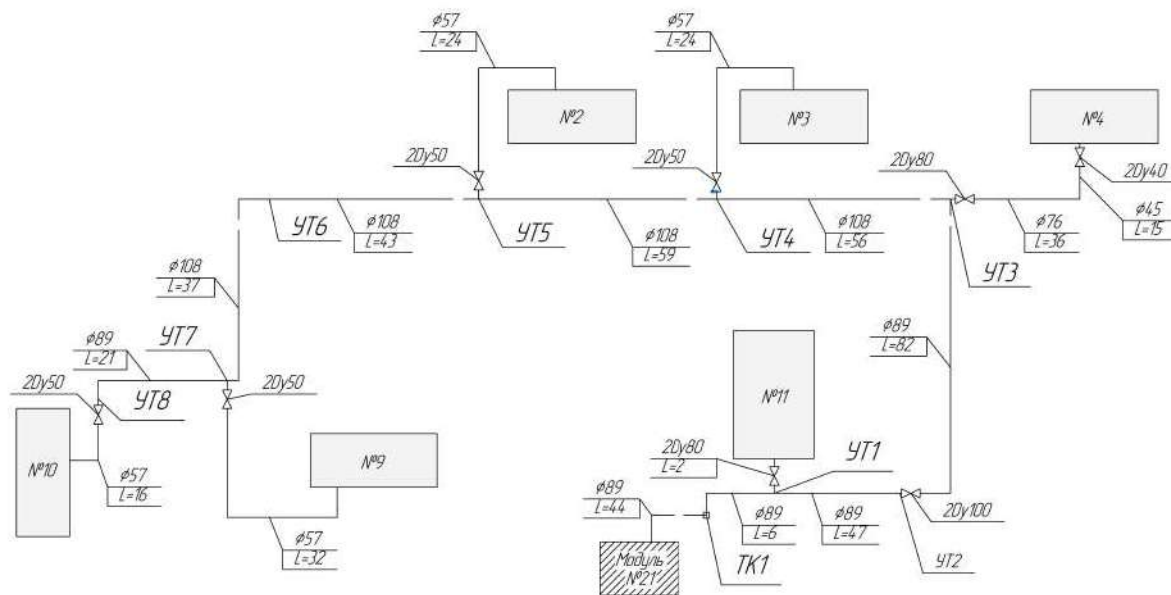 ϕ57
L=24
ϕ57
L=24
№2
№3
№4
2Dy50
2Dy50
2Dy80
2Dy40
ϕ45
L=15
УТ6
ϕ108
L=43
УТ5
ϕ108
L=59
УТ4
ϕ108
L=56
ϕ76
L=36
УТ3
ϕ108
L=37
ϕ89
L=21
УТ7
ϕ89
L=82
2Dy50
УТ8
2Dy50
№11
№10
№9
2Dy80
L=2
УТ1
ϕ57
L=16
ϕ89
L=44
ϕ89
L=6
ϕ89
L=47
2Dy100
ϕ57
L=32
Модуль
№21
ТК1
УТ2